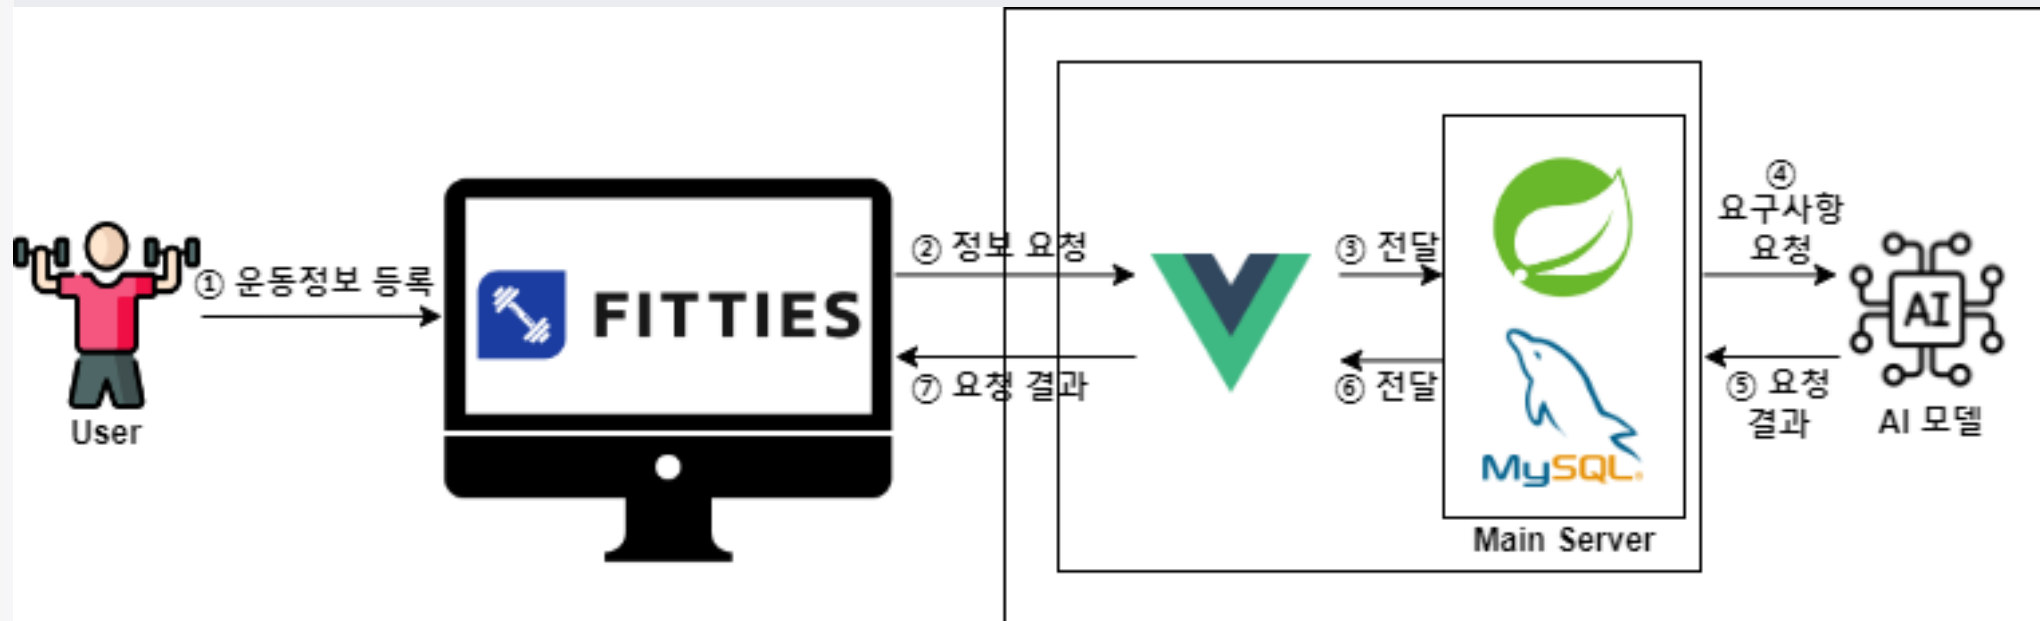 User
① 운동정보 등록
FITTIES
② 정보 요청
⑦ 요청 결과
③ 전달
⑥ 전달
MySQL
Main Server
④
요구사항
요청
⑤ 요청
결과
AI
AI 모델